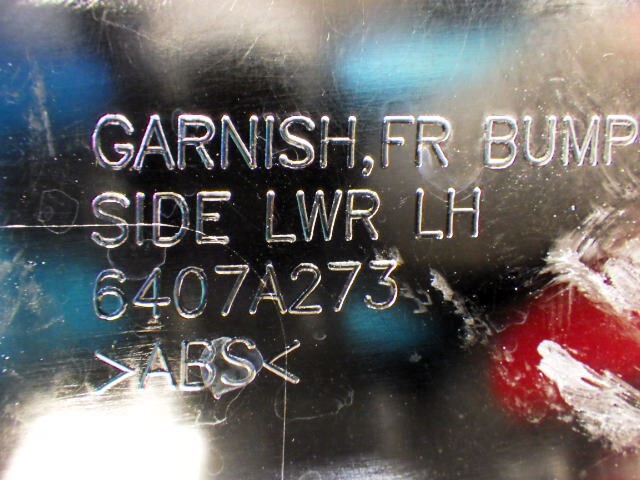 GARNISH,FR BUMP
SIDE LWR LH
6407A273
>ABS<